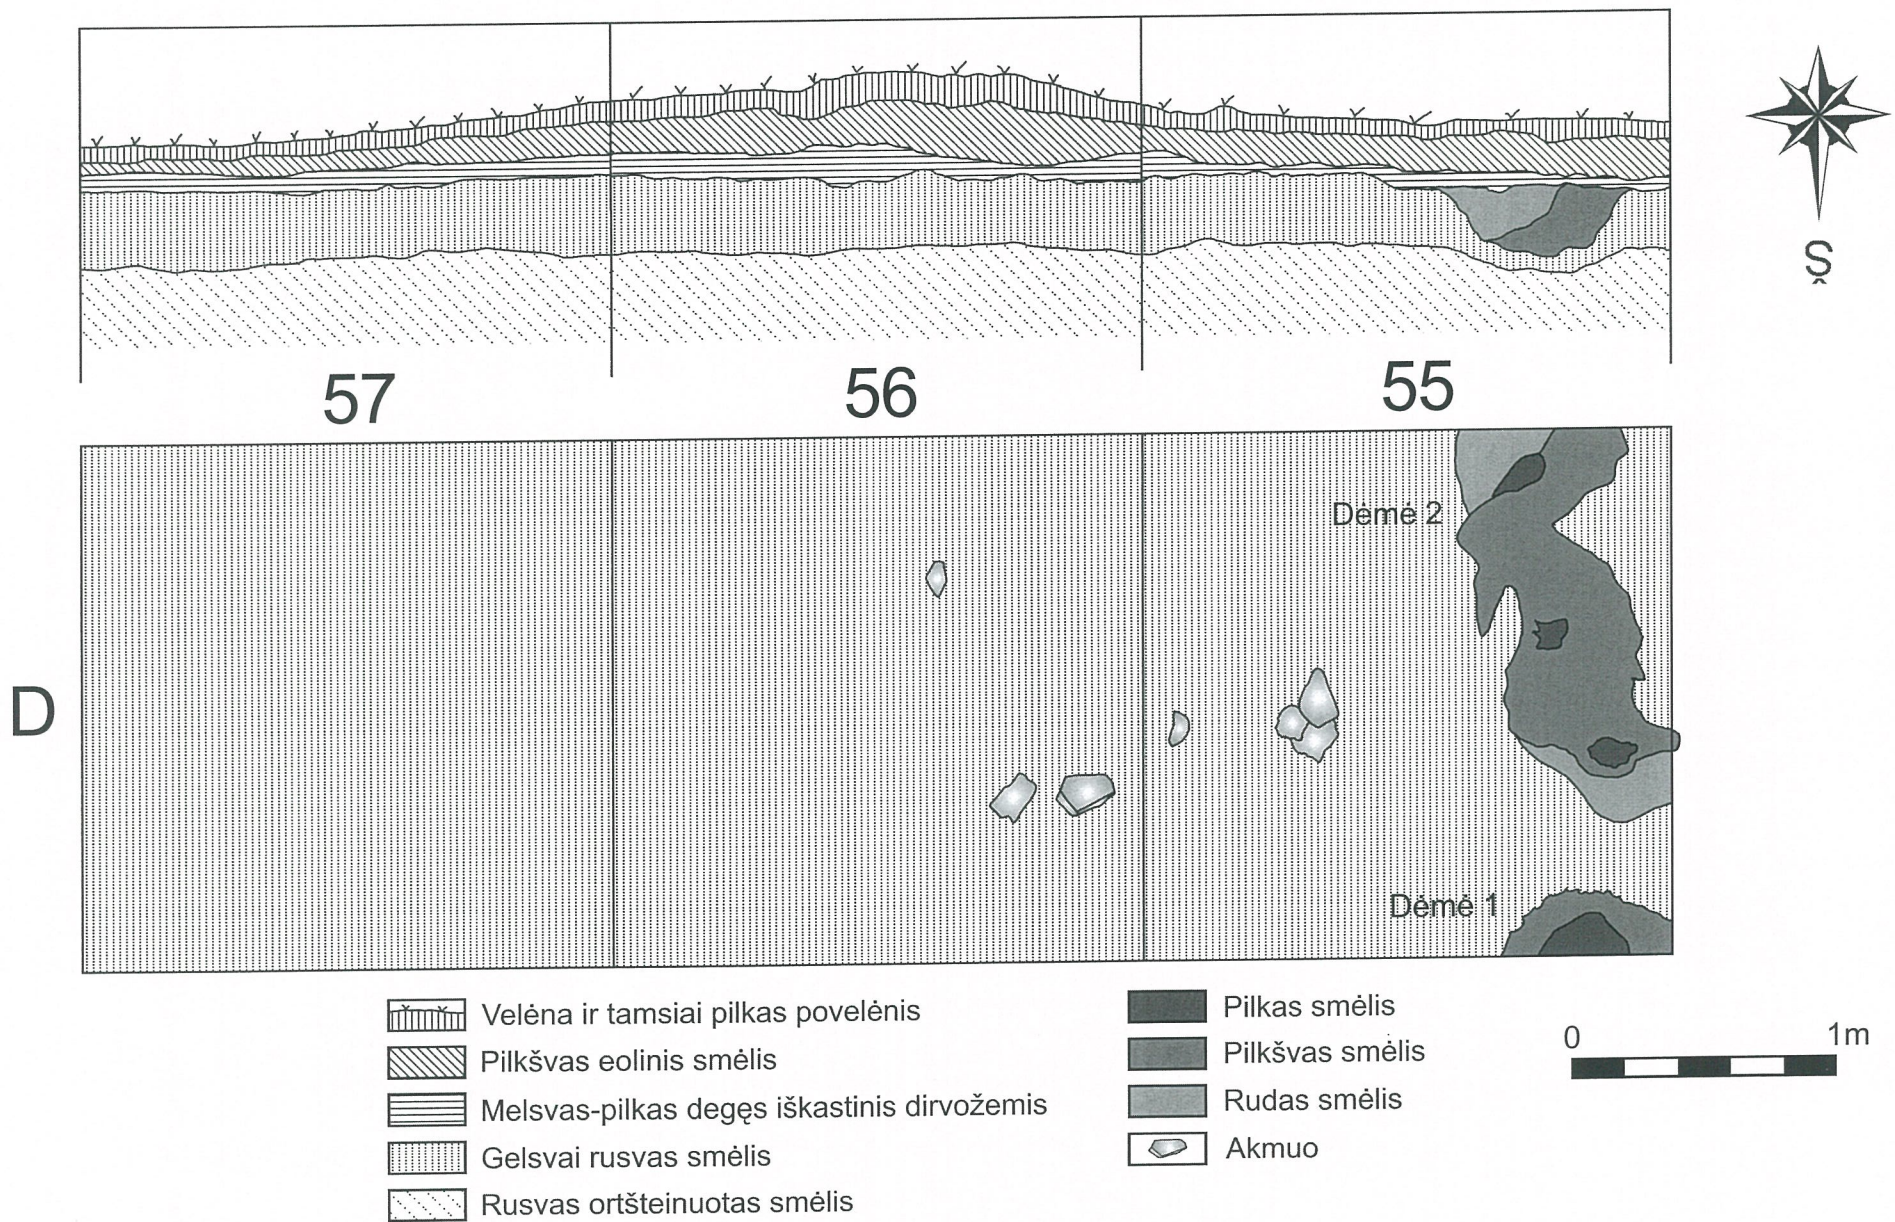 Š
57 56 55
Dėmė 2
D
Dėmė 1
Velėna ir tamsiai pilkas povelėnis
Pilkšvas eolinis smėlis
Melsvas-pilkas degęs iškastinis dirvožemis
Gelsvai rusvas smėlis
Rusvas ortšteinuotas smėlis
Pilkas smėlis
Pilkšvas smėlis
Rudas smėlis
Akmuo
0 1m